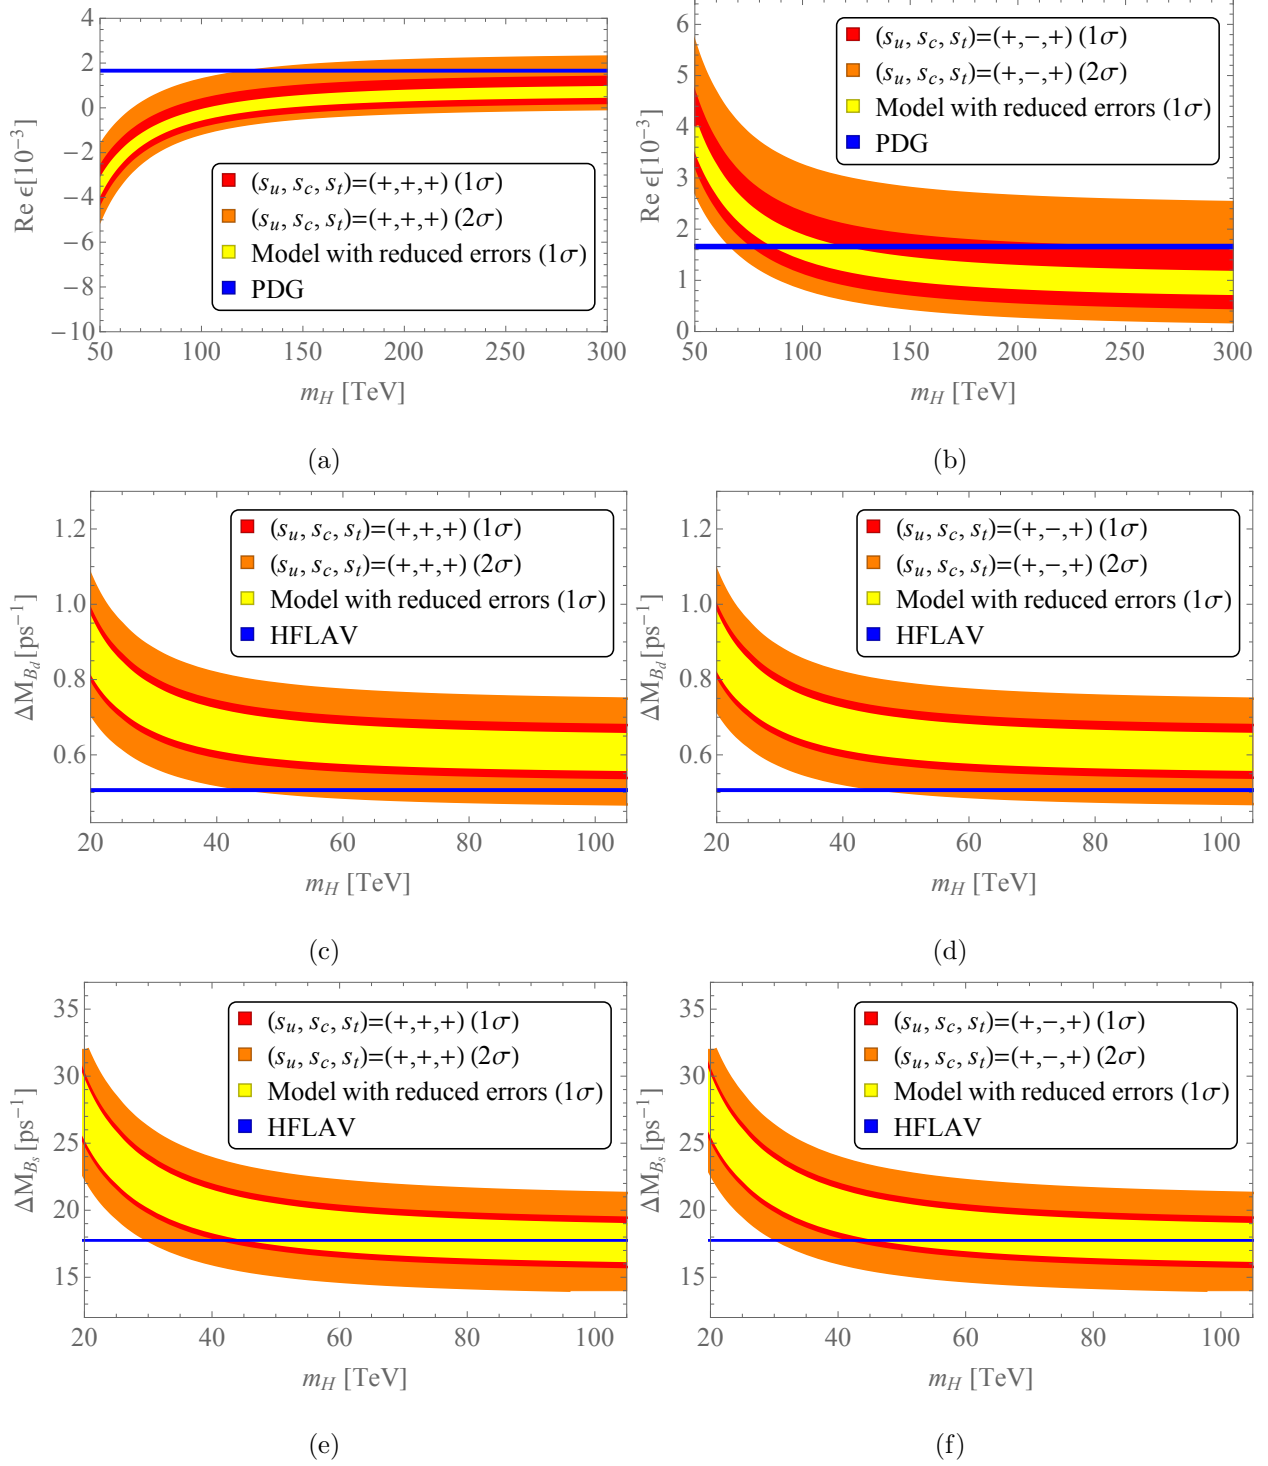 4
2
0
−2
−4
−6
−8
−10
Re ϵ[10⁻³]
(s_u, s_c, s_t)=(+,+,+) (1σ)
(s_u, s_c, s_t)=(+,+,+) (2σ)
Model with reduced errors (1σ)
PDG
50 100 150 200 250 300
m_H [TeV]
(a)
6
5
4
3
2
1
0
Re ϵ[10⁻³]
(s_u, s_c, s_t)=(+,−,+) (1σ)
(s_u, s_c, s_t)=(+,−,+) (2σ)
Model with reduced errors (1σ)
PDG
50 100 150 200 250 300
m_H [TeV]
(b)
1.2
1.0
0.8
0.6
ΔM_{B_d} [ps⁻¹]
(s_u, s_c, s_t)=(+,+,+) (1σ)
(s_u, s_c, s_t)=(+,+,+) (2σ)
Model with reduced errors (1σ)
HFLAV
20 40 60 80 100
m_H [TeV]
(c)
1.2
1.0
0.8
0.6
ΔM_{B_d} [ps⁻¹]
(s_u, s_c, s_t)=(+,−,+) (1σ)
(s_u, s_c, s_t)=(+,−,+) (2σ)
Model with reduced errors (1σ)
HFLAV
20 40 60 80 100
m_H [TeV]
(d)
35
30
25
20
15
ΔM_{B_s} [ps⁻¹]
(s_u, s_c, s_t)=(+,+,+) (1σ)
(s_u, s_c, s_t)=(+,+,+) (2σ)
Model with reduced errors (1σ)
HFLAV
20 40 60 80 100
m_H [TeV]
(e)
35
30
25
20
15
ΔM_{B_s} [ps⁻¹]
(s_u, s_c, s_t)=(+,−,+) (1σ)
(s_u, s_c, s_t)=(+,−,+) (2σ)
Model with reduced errors (1σ)
HFLAV
20 40 60 80 100
m_H [TeV]
(f)